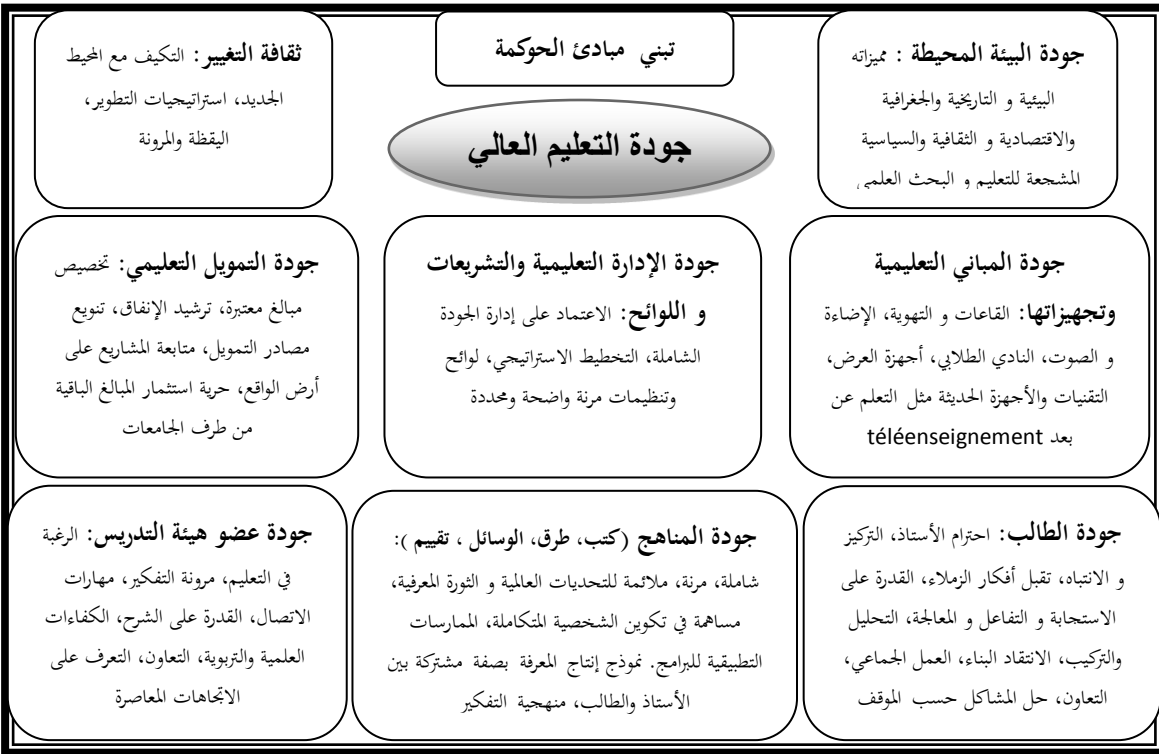 جودة البيئة المحيطة : مميزاته
البيئية و التاريخية والجغرافية
والاقتصادية و الثقافية والسياسية
المشجعة للتعليم و البحث العلمي
تبني مبادئ الحوكمة
جودة التعليم العالي
ثقافة التغيير: التكيف مع المحيط
الجديد، استراتيجيات التطوير،
اليقظة والمرونة
جودة المباني التعليمية
وتجهيزاتها: القاعات و التهوية، الإضاءة
و الصوت، النادي الطلابي، أجهزة العرض،
التقنيات والأجهزة الحديثة مثل التعلم عن
بعد téléenseignement
جودة الإدارة التعليمية والتشريعات
و اللوائح: الاعتماد على إدارة الجودة
الشاملة، التخطيط الاستراتيجي، لوائح
وتنظيمات مرنة واضحة ومحددة
جودة التمويل التعليمي: تخصيص
مبالغ معتبرة، ترشيد الإنفاق، تنويع
مصادر التمويل، متابعة المشاريع على
أرض الواقع، حرية استثمار المبالغ الباقية
من طرف الجامعات
جودة الطالب: احترام الأستاذ، التركيز
و الانتباه، تقبل أفكار الزملاء، القدرة على
الاستجابة و التفاعل و المعالجة، التحليل
والتركيب، الانتقاد البناء، العمل الجماعي،
التعاون، حل المشاكل حسب الموقف
جودة المناهج (كتب، طرق، الوسائل ، تقييم ):
شاملة، مرنة، ملائمة للتحديات العالمية و الثورة المعرفية،
مساهمة في تكوين الشخصية المتكاملة، الممارسات
التطبيقية للبرامج. نموذج إنتاج المعرفة بصفة مشتركة بين
الأستاذ والطالب، منهجية التفكير
جودة عضو هيئة التدريس: الرغبة
في التعليم، مرونة التفكير، مهارات
الاتصال، القدرة على الشرح، الكفاءات
العلمية والتربوية، التعاون، التعرف على
الاتجاهات المعاصرة